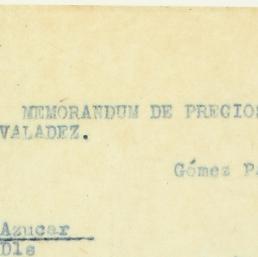 MEMORANDUM DE PRECIOS
VALADEZ.
Gómez P
Azucar
Dls